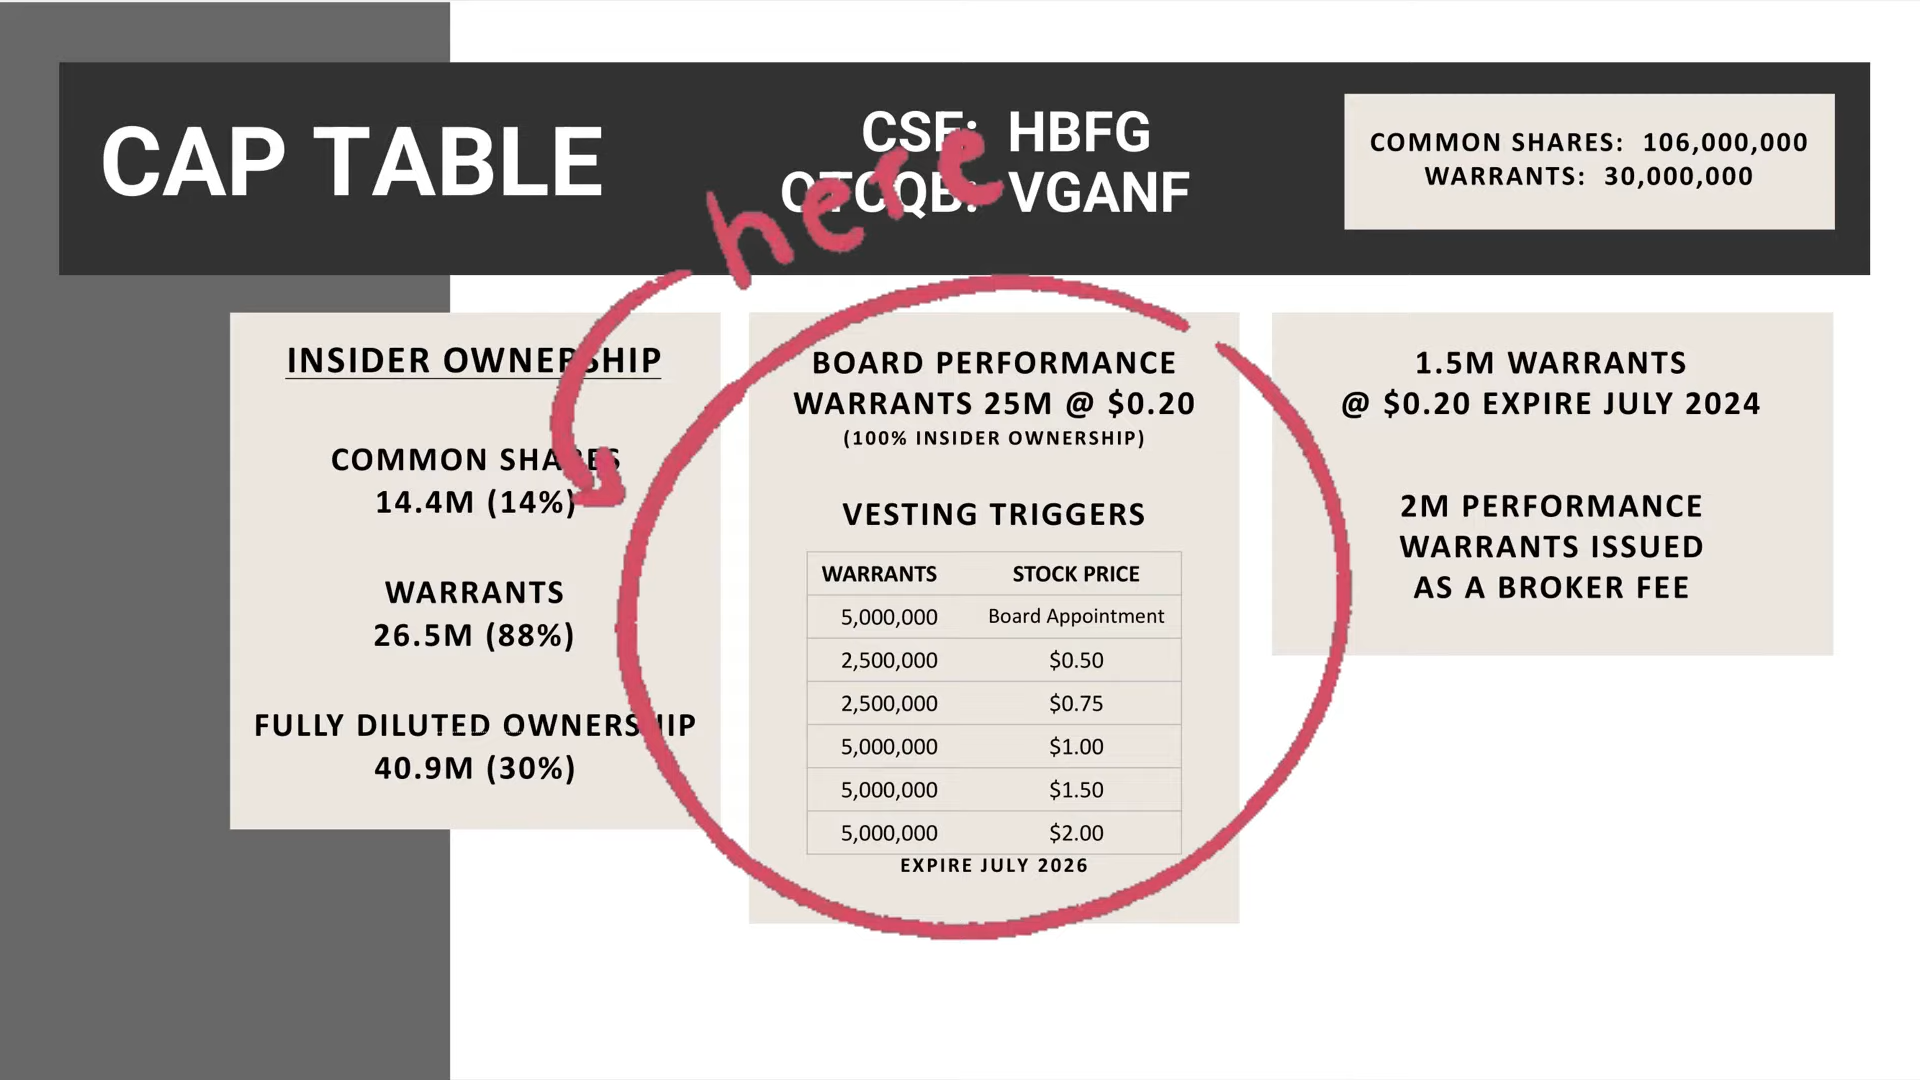 CAP TABLE
CSE: HBFG
OTCQB: VGANF
COMMON SHARES: 106,000,000
WARRANTS: 30,000,000
here
INSIDER OWNERSHIP
COMMON SHARES
14.4M (14%)
WARRANTS
26.5M (88%)
FULLY DILUTED OWNERSHIP
40.9M (30%)
BOARD PERFORMANCE
WARRANTS 25M @ $0.20
(100% INSIDER OWNERSHIP)
VESTING TRIGGERS
WARRANTS STOCK PRICE
5,000,000 Board Appointment
2,500,000 $0.50
2,500,000 $0.75
5,000,000 $1.00
5,000,000 $1.50
5,000,000 $2.00
EXPIRE JULY 2026
1.5M WARRANTS
@ $0.20 EXPIRE JULY 2024
2M PERFORMANCE
WARRANTS ISSUED
AS A BROKER FEE